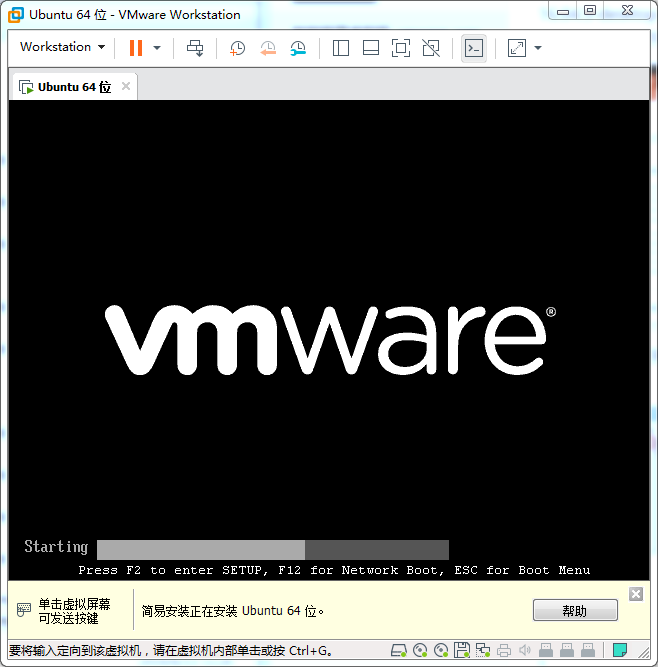 Ubuntu 64 位 - VMware Workstation
Workstation
Ubuntu 64 位
vmware®
Starting
Press F2 to enter SETUP, F12 for Network Boot, ESC for Boot Menu
单击虚拟屏幕
可发送按键
简易安装正在安装 Ubuntu 64 位。
帮助
要将输入定向到该虚拟机，请在虚拟机内部单击或按 Ctrl+G。